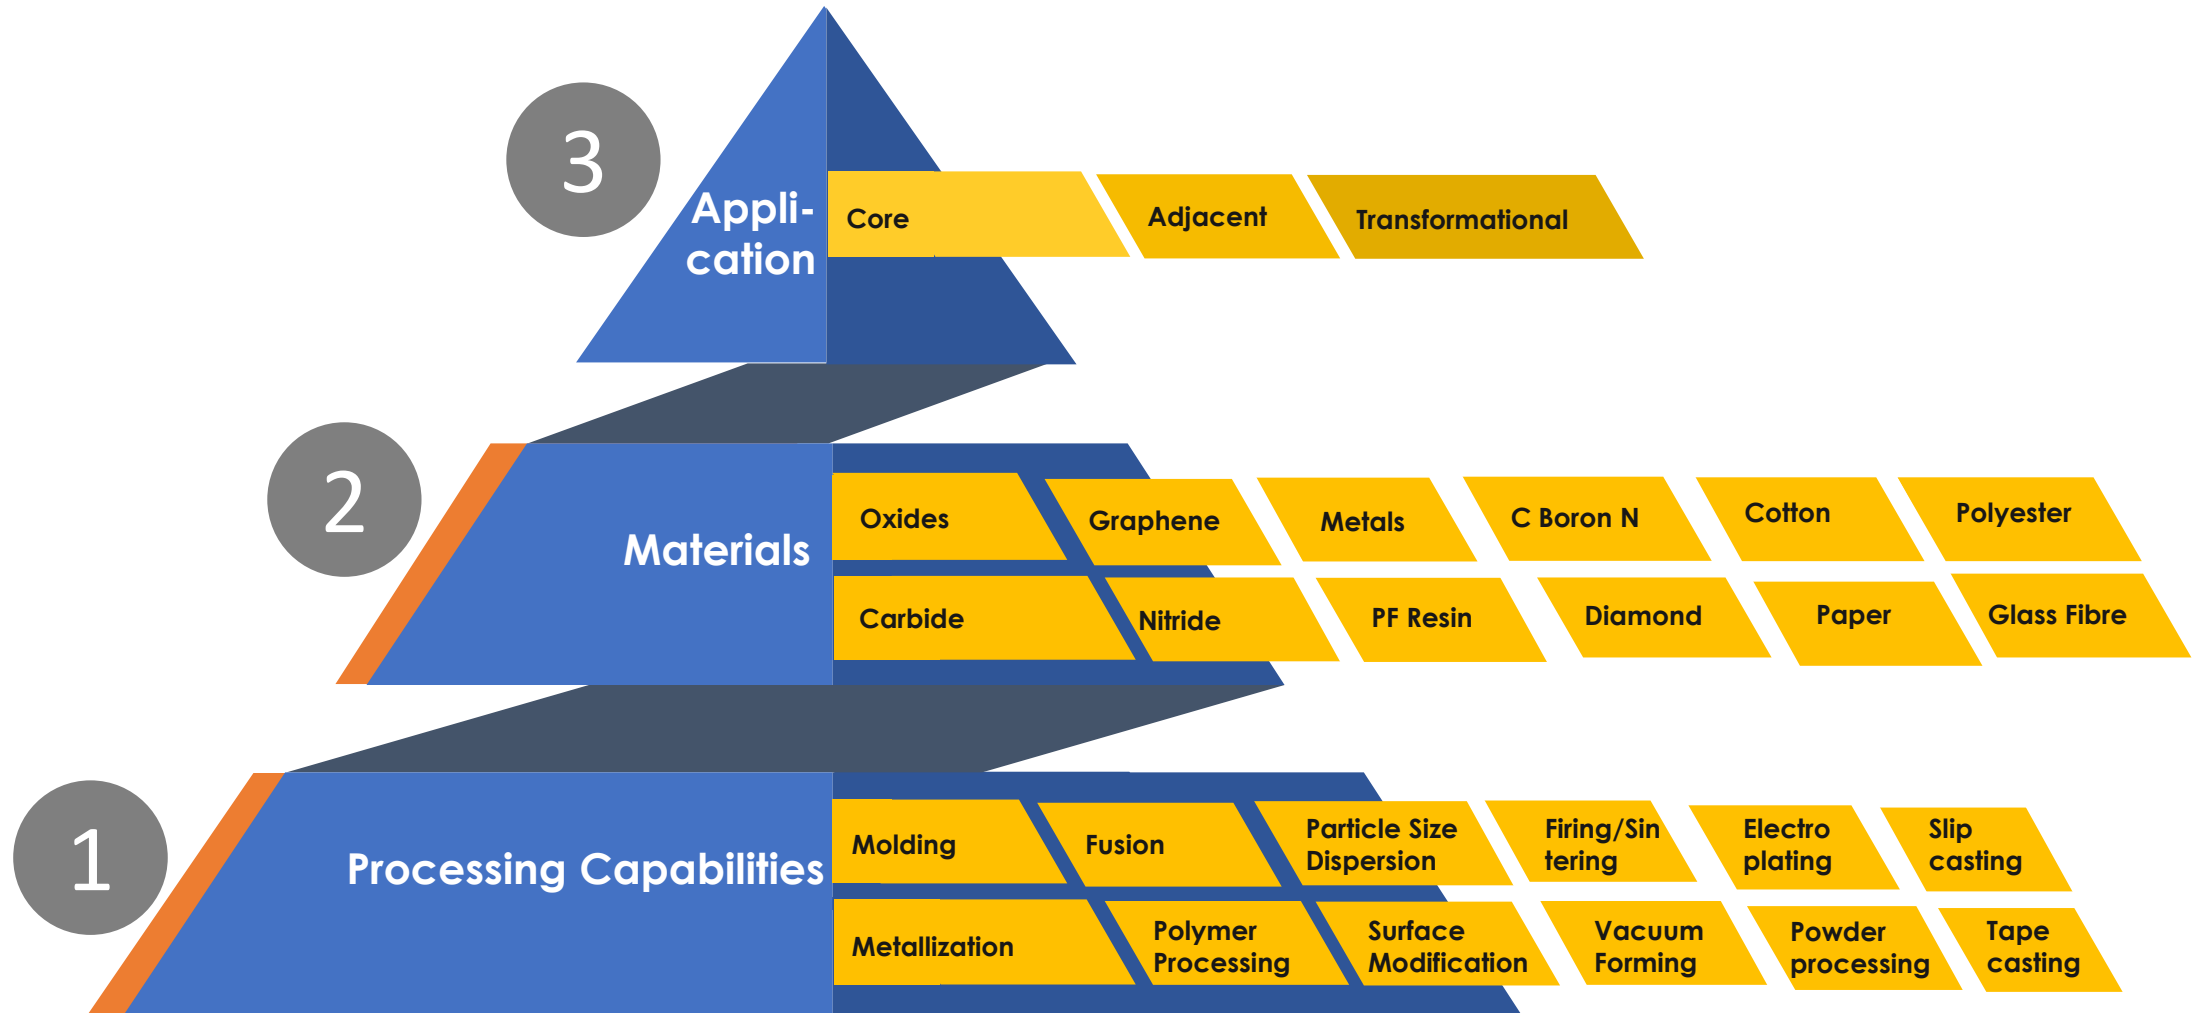 3
Appli-
cation
Core
Adjacent
Transformational
2
Materials
Oxides
Graphene
Metals
C Boron N
Cotton
Polyester
Carbide
Nitride
PF Resin
Diamond
Paper
Glass Fibre
1
Processing Capabilities
Molding
Fusion
Particle Size
Dispersion
Firing/Sin
tering
Electro
plating
Slip
casting
Metallization
Polymer
Processing
Surface
Modification
Vacuum
Forming
Powder
processing
Tape
casting